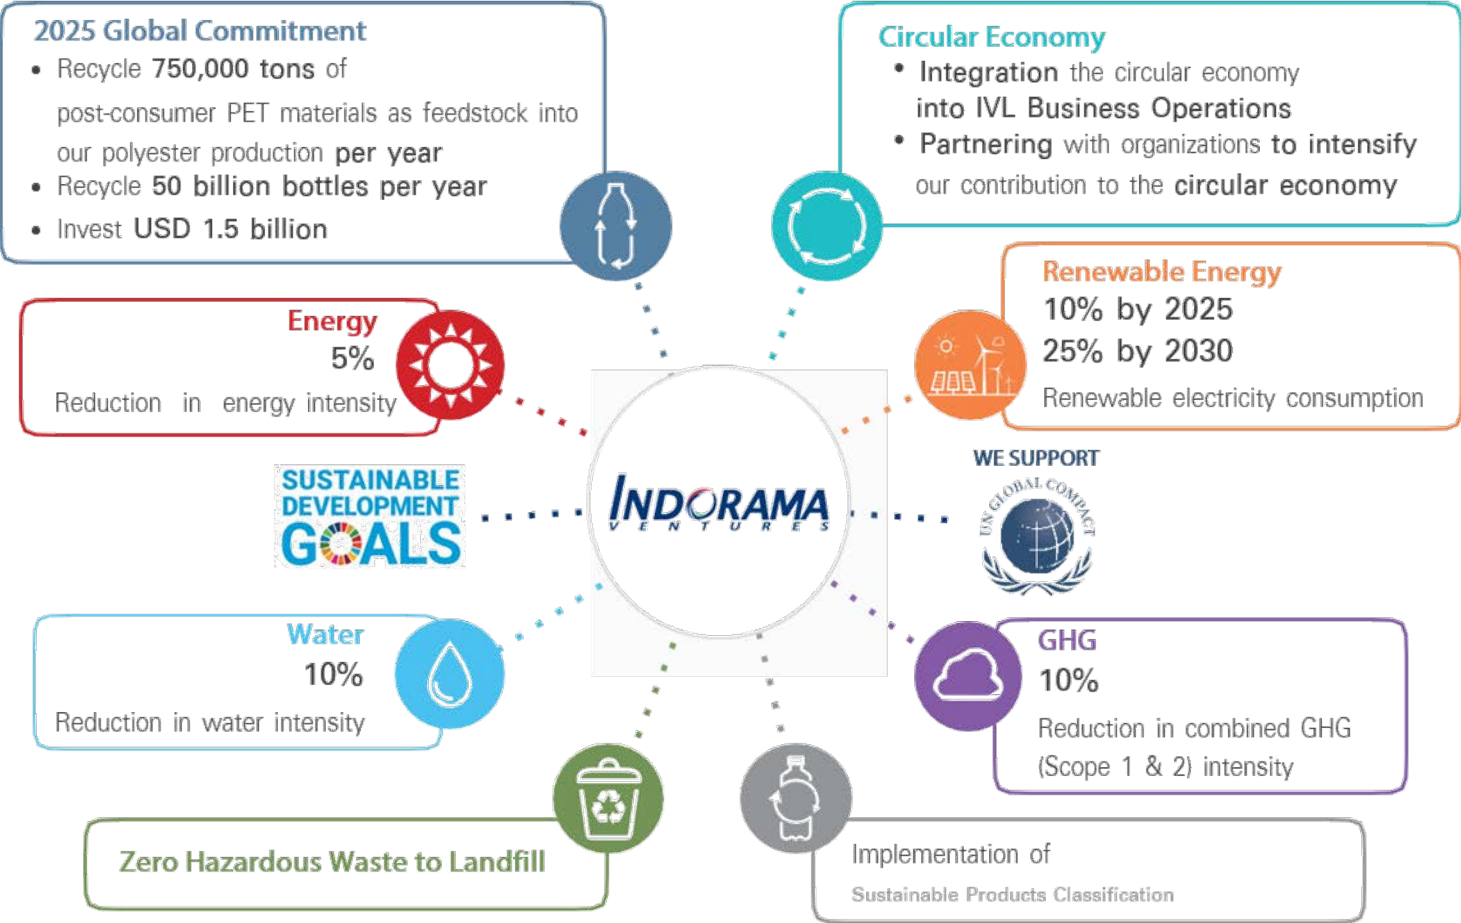 2025 Global Commitment
• Recycle 750,000 tons of
post-consumer PET materials as feedstock into
our polyester production per year
• Recycle 50 billion bottles per year
• Invest USD 1.5 billion
Circular Economy
• Integration the circular economy
into IVL Business Operations
• Partnering with organizations to intensify
our contribution to the circular economy
Energy
5%
Reduction in energy intensity
Renewable Energy
10% by 2025
25% by 2030
Renewable electricity consumption
SUSTAINABLE
DEVELOPMENT
GOALS
INDORAMA
VENTURES
WE SUPPORT
UN GLOBAL COMPACT
Water
10%
Reduction in water intensity
GHG
10%
Reduction in combined GHG
(Scope 1 & 2) intensity
Zero Hazardous Waste to Landfill
Implementation of
Sustainable Products Classification